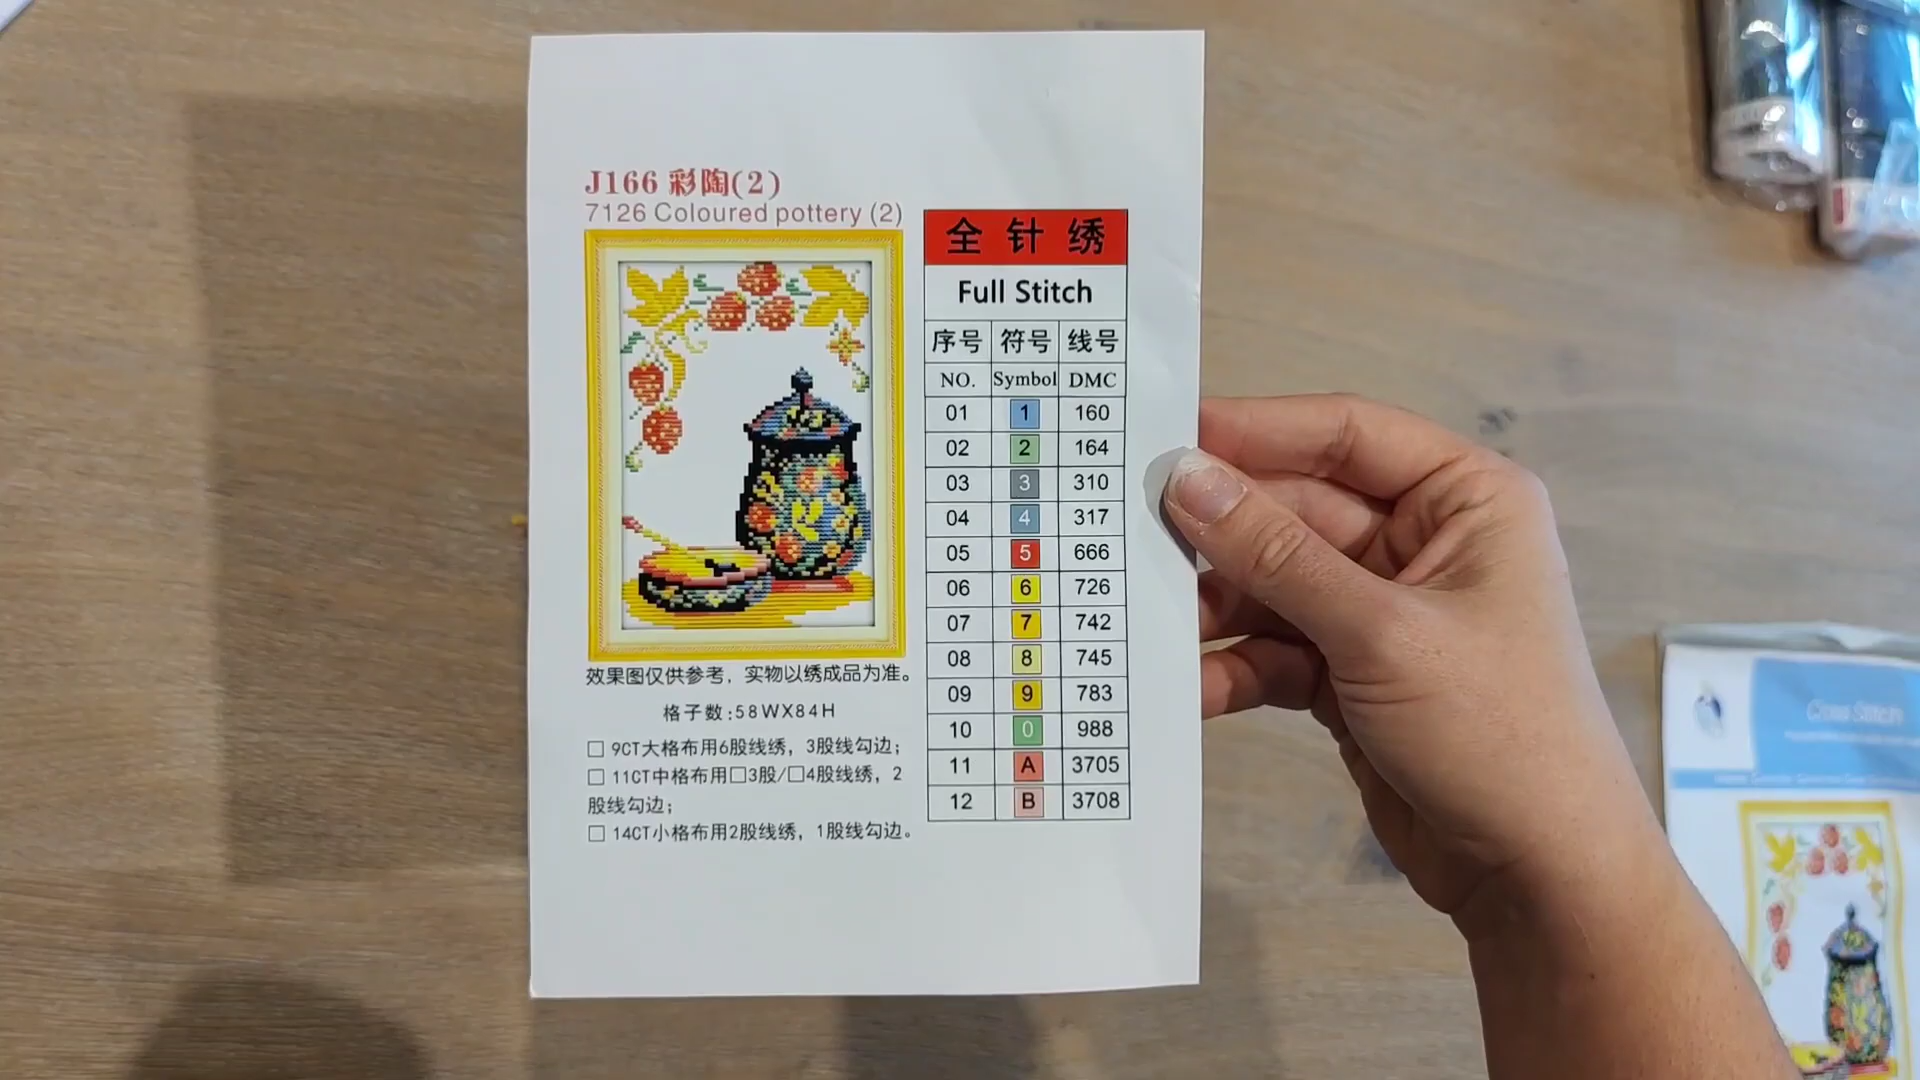 J166 彩陶(2)
7126 Coloured pottery (2)
效果图仅供参考，实物以绣成品为准。
格子数:58WX84H
□ 9CT大格布用6股线绣，3股线勾边；
□ 11CT中格布用□3股/□4股线绣，2
股线勾边；
□ 14CT小格布用2股线绣，1股线勾边。
全针绣
Full Stitch
序号 符号 线号
NO. Symbol DMC
01 1 160
02 2 164
03 3 310
04 4 317
05 5 666
06 6 726
07 7 742
08 8 745
09 9 783
10 0 988
11 A 3705
12 B 3708
Cross Stitch